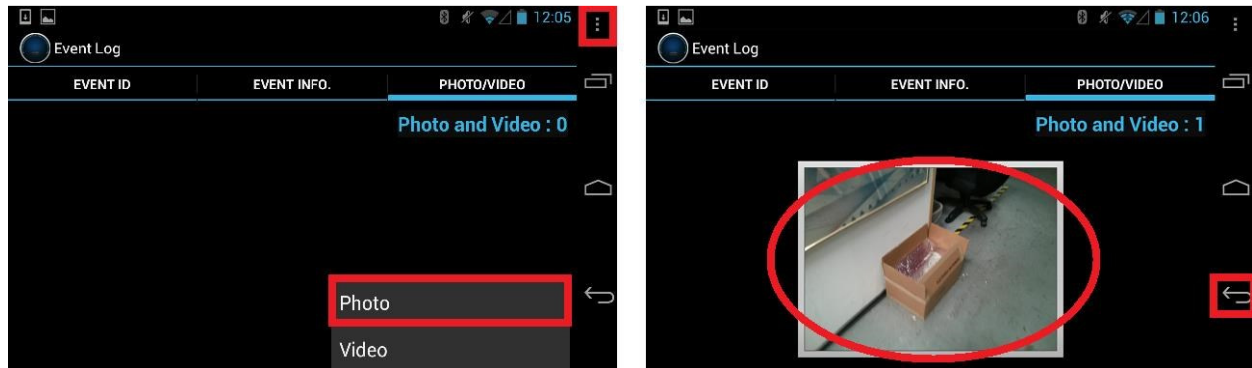 12:05
Event Log
EVENT ID EVENT INFO. PHOTO/VIDEO
Photo and Video : 0
Photo
Video
12:06
Event Log
EVENT ID EVENT INFO. PHOTO/VIDEO
Photo and Video : 1